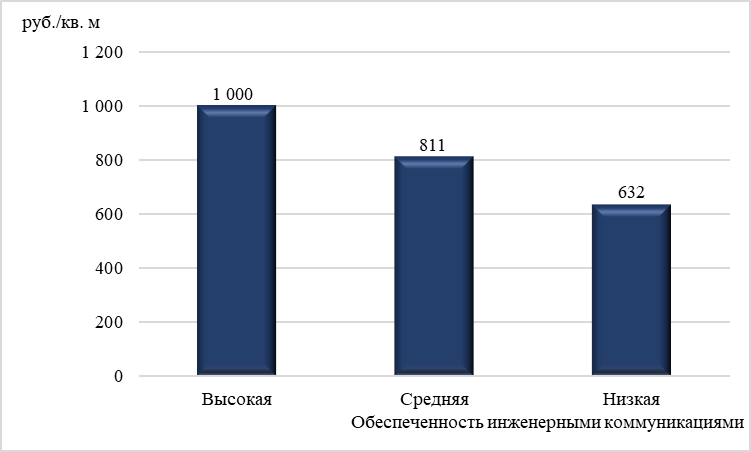 руб./кв. м
1 200
1 000
800
600
400
200
0
1 000
811
632
Высокая
Средняя
Низкая
Обеспеченность инженерными коммуникациями